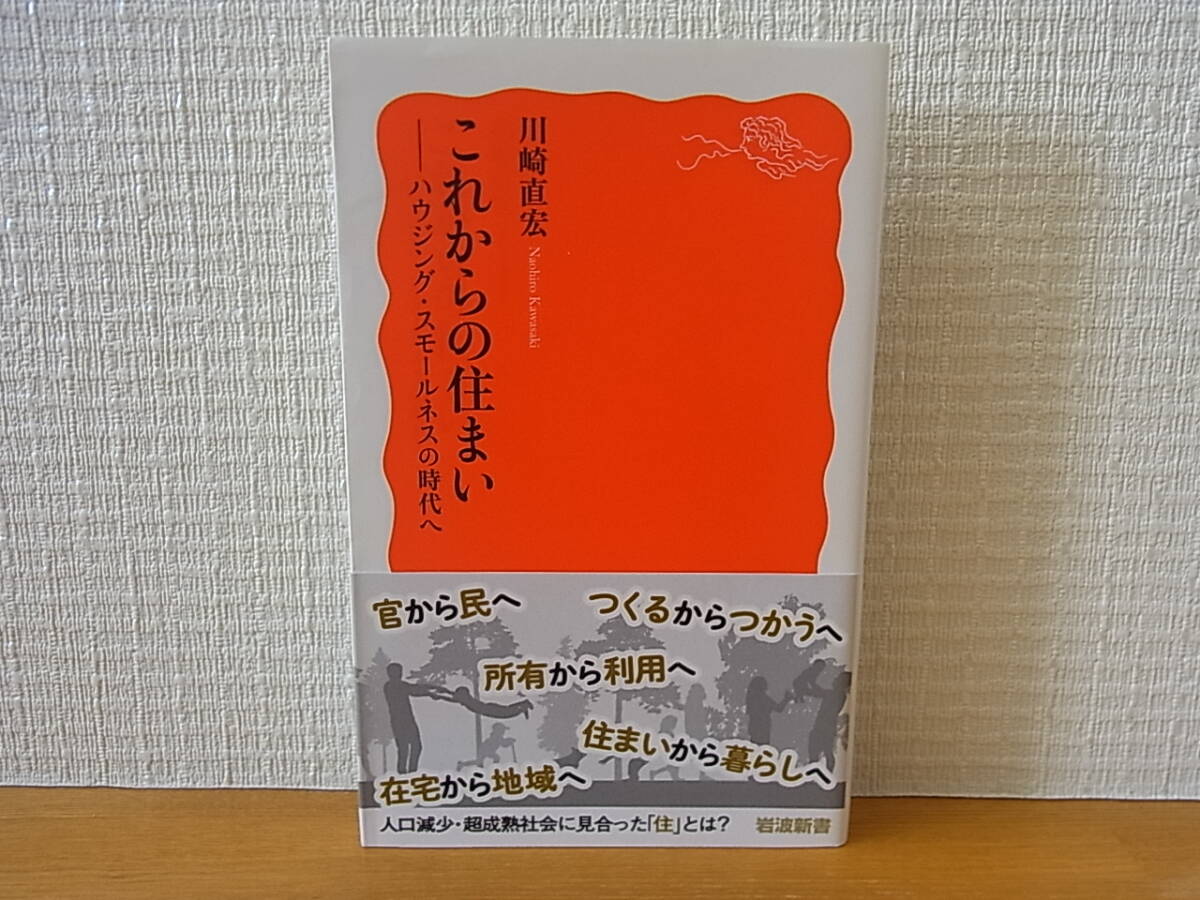 川崎直宏 Naohiro Kawasaki
これからの住まい
――ハウジング・スモールネスの時代へ
官から民へ
つくるからつかうへ
所有から利用へ
住まいから暮らしへ
在宅から地域へ
人口減少・超成熟社会に見合った「住」とは?
岩波新書